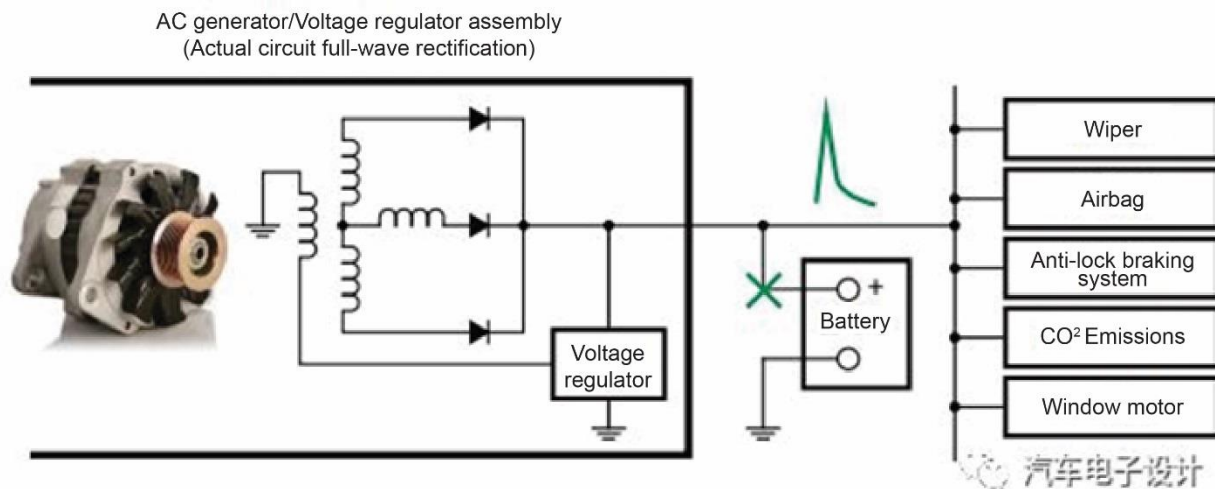 AC generator/Voltage regulator assembly
(Actual circuit full-wave rectification)
Voltage
regulator
+
Battery
Wiper
Airbag
Anti-lock braking
system
CO² Emissions
Window motor
汽车电子设计